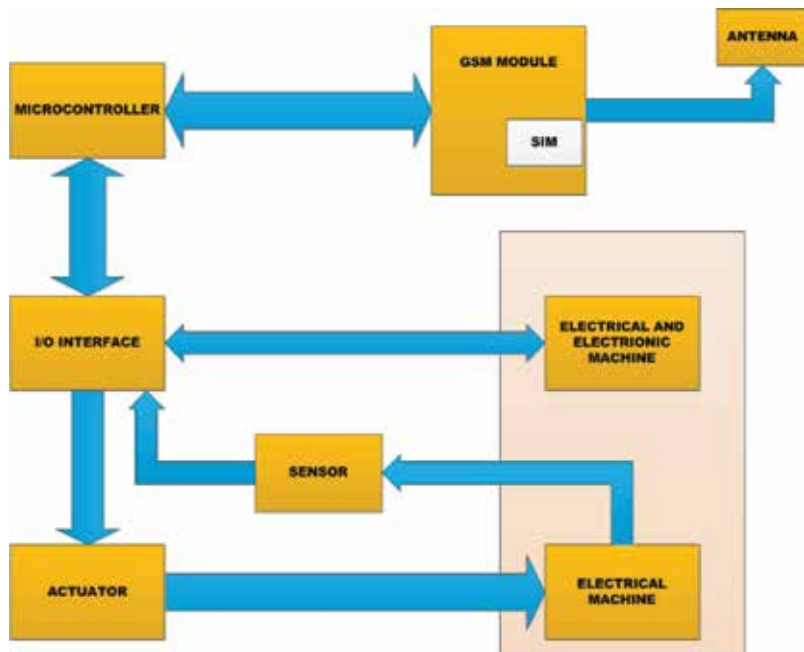 ANTENNA
GSM MODULE
MICROCONTROLLER
SIM
I/O INTERFACE
ELECTRICAL AND
ELECTRIONIC
MACHINE
SENSOR
ACTUATOR
ELECTRICAL
MACHINE